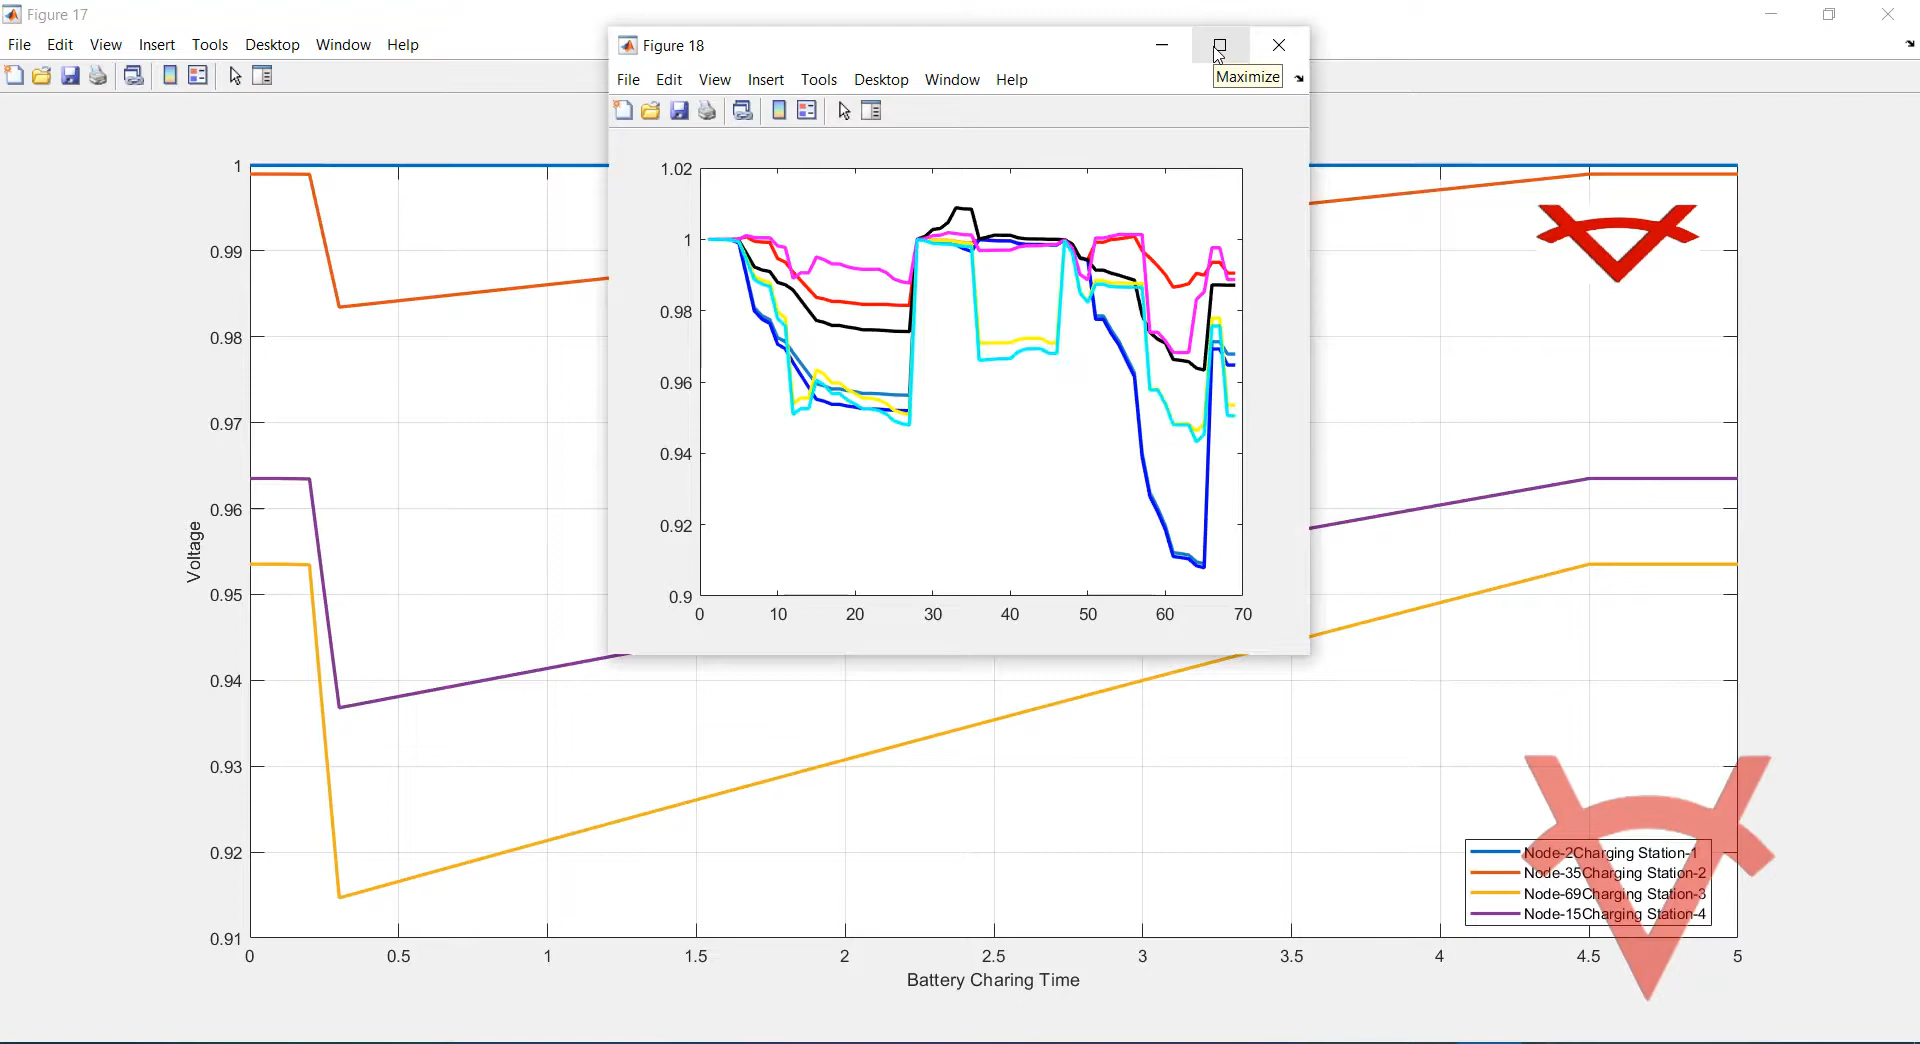 Figure 17
File Edit View Insert Tools Desktop Window Help
Figure 18
Maximize
File Edit View Insert Tools Desktop Window Help
1.02
1
0.98
0.96
0.94
0.92
0.9
0 10 20 30 40 50 60 70
1
0.99
0.98
0.97
0.96
0.95
0.94
0.93
0.92
0.91
Voltage
0 0.5 1 1.5 2 2.5 3 3.5 4 4.5 5
Battery Charing Time
Node-2Charging Station-1
Node-35Charging Station-2
Node-69Charging Station-3
Node-15Charging Station-4